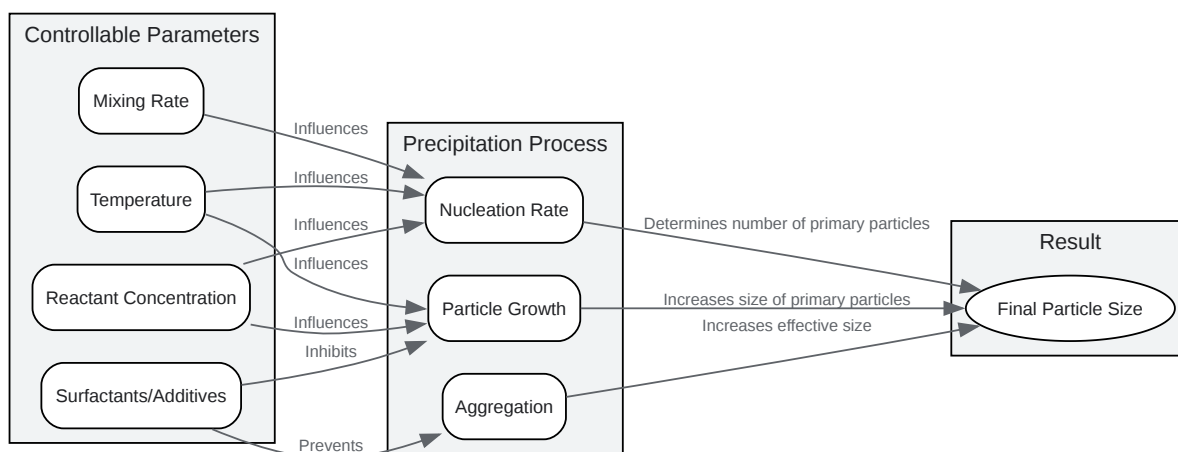 Controllable Parameters
Mixing Rate
Temperature
Reactant Concentration
Surfactants/Additives
Influences
Influences
Influences
Influences
Influences
Inhibits
Prevents
Precipitation Process
Nucleation Rate
Particle Growth
Aggregation
Determines number of primary particles
Increases size of primary particles
Increases effective size
Result
Final Particle Size